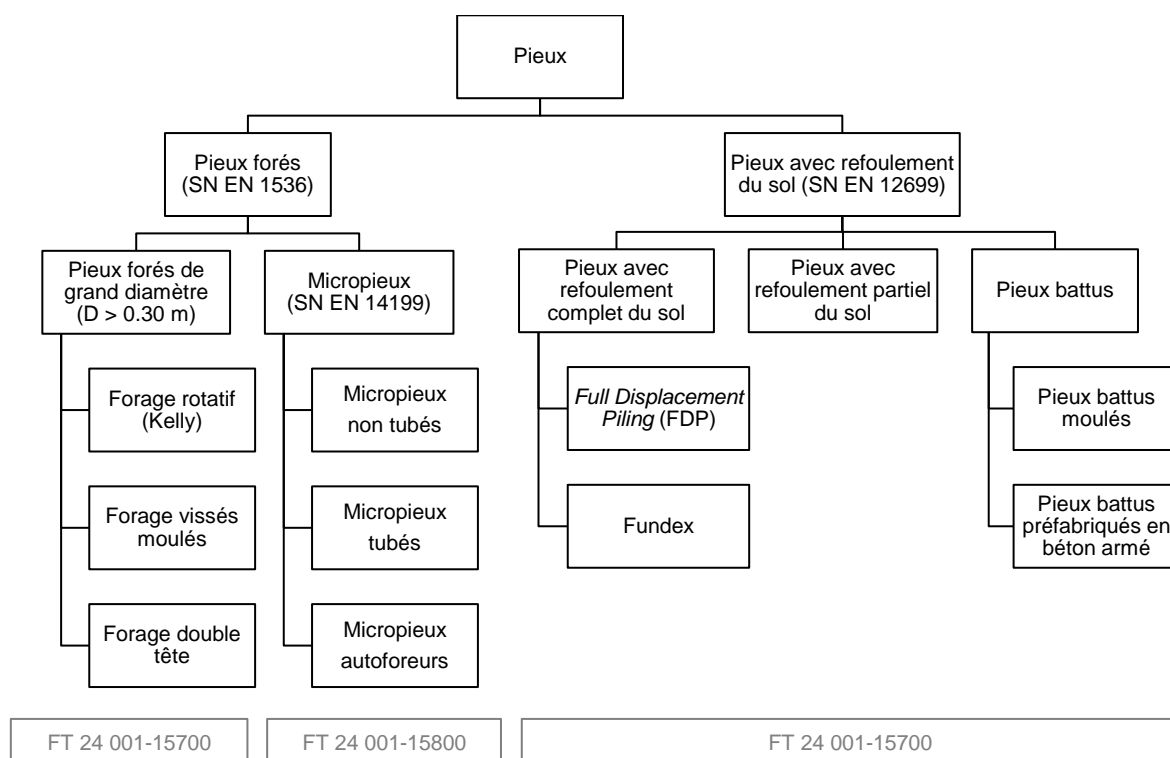 Pieux
Pieux forés
(SN EN 1536)
Pieux avec refoulement
du sol (SN EN 12699)
Pieux forés de
grand diamètre
(D > 0.30 m)
Micropieux
(SN EN 14199)
Pieux avec
refoulement
complet du sol
Pieux avec
refoulement partiel
du sol
Pieux battus
Forage rotatif
(Kelly)
Micropieux
non tubés
Full Displacement
Piling (FDP)
Pieux battus
moulés
Forage vissés
moulés
Micropieux
tubés
Fundex
Pieux battus
préfabriqués en
béton armé
Forage double
tête
Micropieux
autoforeurs
FT 24 001-15700
FT 24 001-15800
FT 24 001-15700